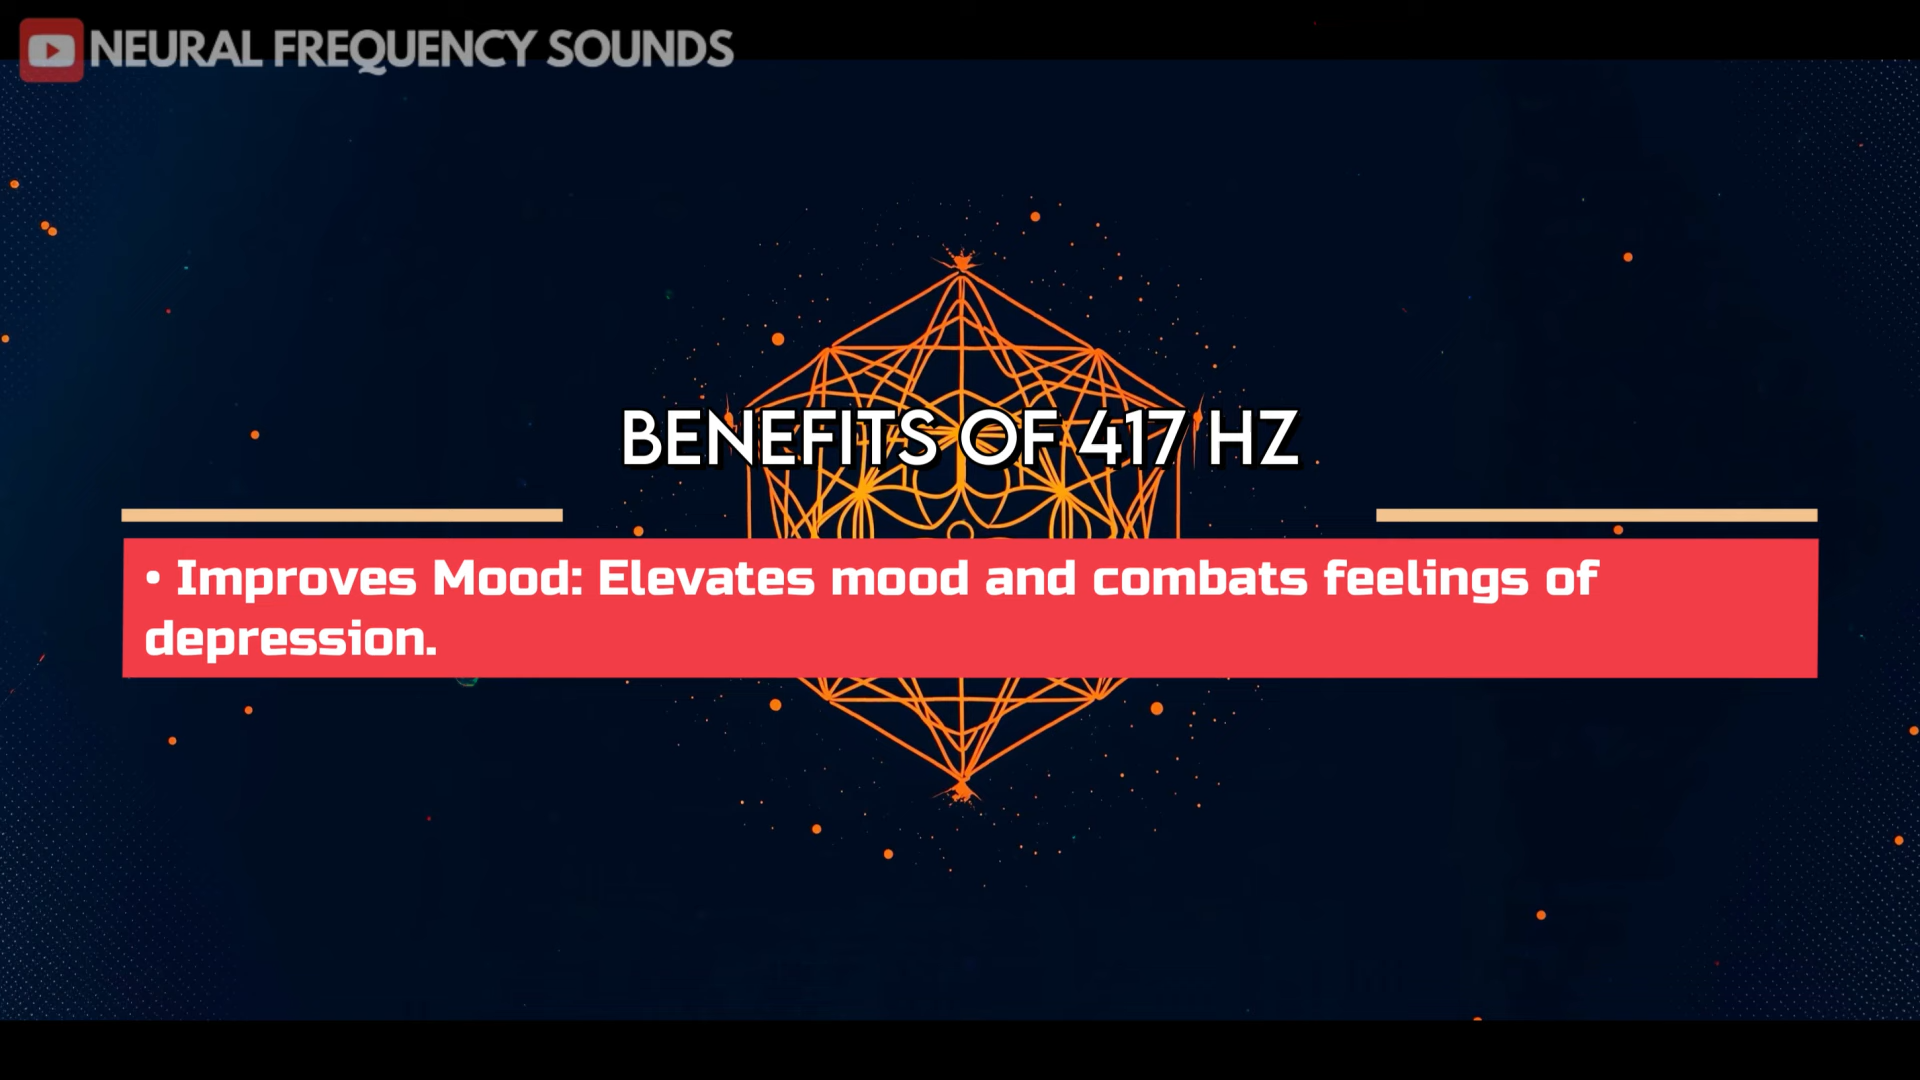 NEURAL FREQUENCY SOUNDS
BENEFITS OF 417 HZ
• Improves Mood: Elevates mood and combats feelings of
depression.